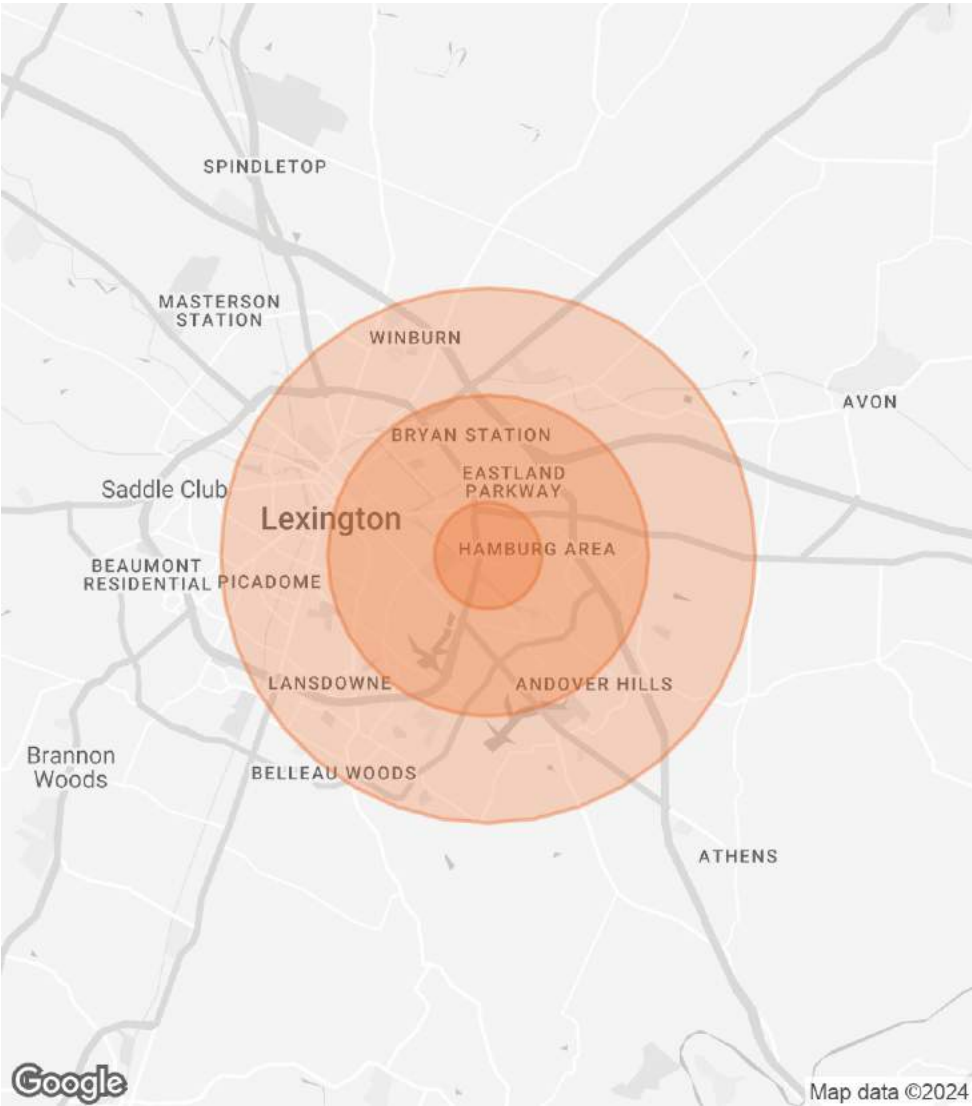 SPINDLETOP
MASTERSON
STATION
WINBURN
AVON
BRYAN STATION
EASTLAND
PARKWAY
Saddle Club
Lexington
HAMBURG AREA
BEAUMONT
RESIDENTIAL
PICADOME
LANSDOWNE
ANDOVER HILLS
Brannon
Woods
BELLEAU WOODS
ATHENS
Google
Map data ©2024